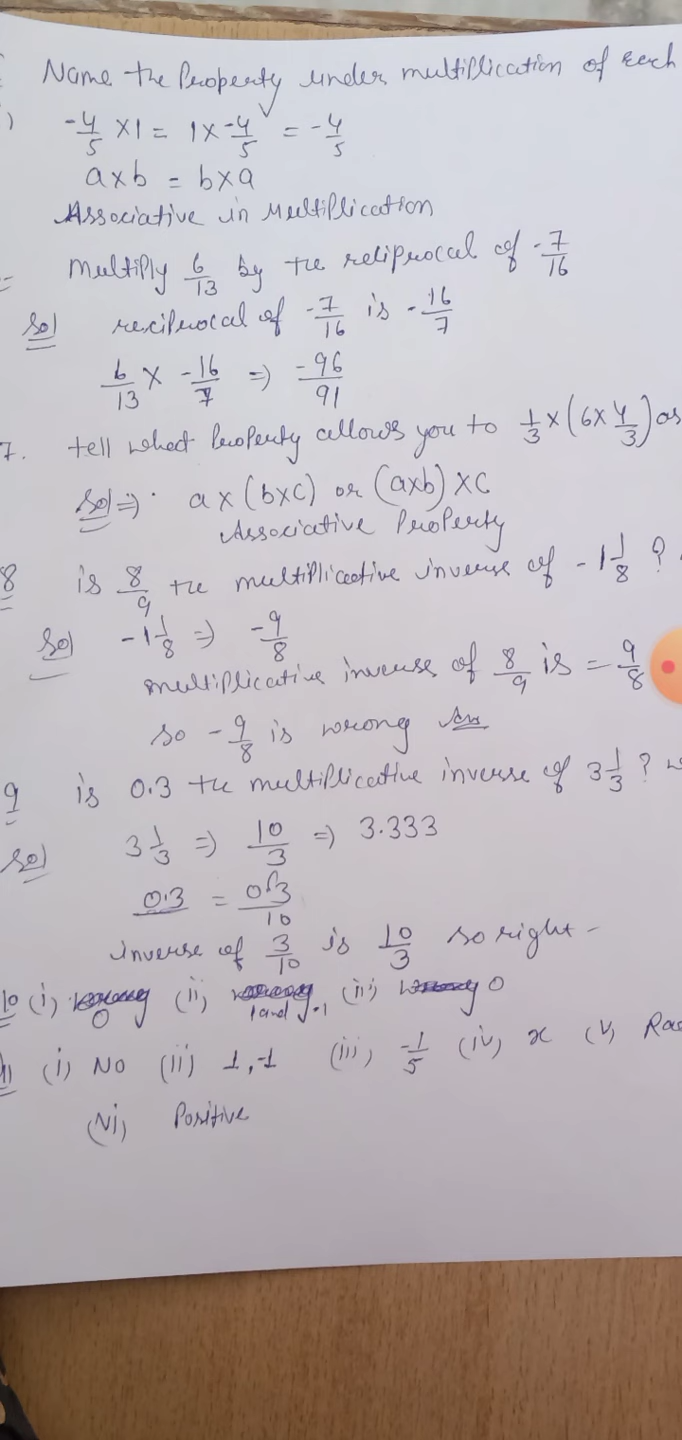 Name the Property under multiplication of each
i) -4/5 ×1 = 1× -4/5 = -4/5
a×b = b×a
Associative in Multiplication
Multiply 6/13 by the reciprocal of -7/16
Sol reciprocal of -7/16 is -16/7
6/13 × -16/7 ⇒ -96/91
7. tell what property allows you to 1/3 × (6 × 4/3) as
Sol ⇒ a × (b×c) or (a×b) ×c
Associative Property
8 is 8/9 the multiplicative inverse of -1 1/8 ?
Sol -1 1/8 ⇒ -9/8
multiplicative inverse of 8/9 is = 9/8
so -9/8 is wrong Ans
9 is 0.3 the multiplicative inverse of 3 1/3 ? w
Sol 3 1/3 ⇒ 10/3 ⇒ 3.333
0.3 = 03/10
inverse of 3/10 is 10/3 so right -
10 (i) 0 (ii) 1 and -1 (iii) 0
11 (i) No (ii) 1, -1 (iii) -1/5 (iv) x (v) Ra
(vi) Positive